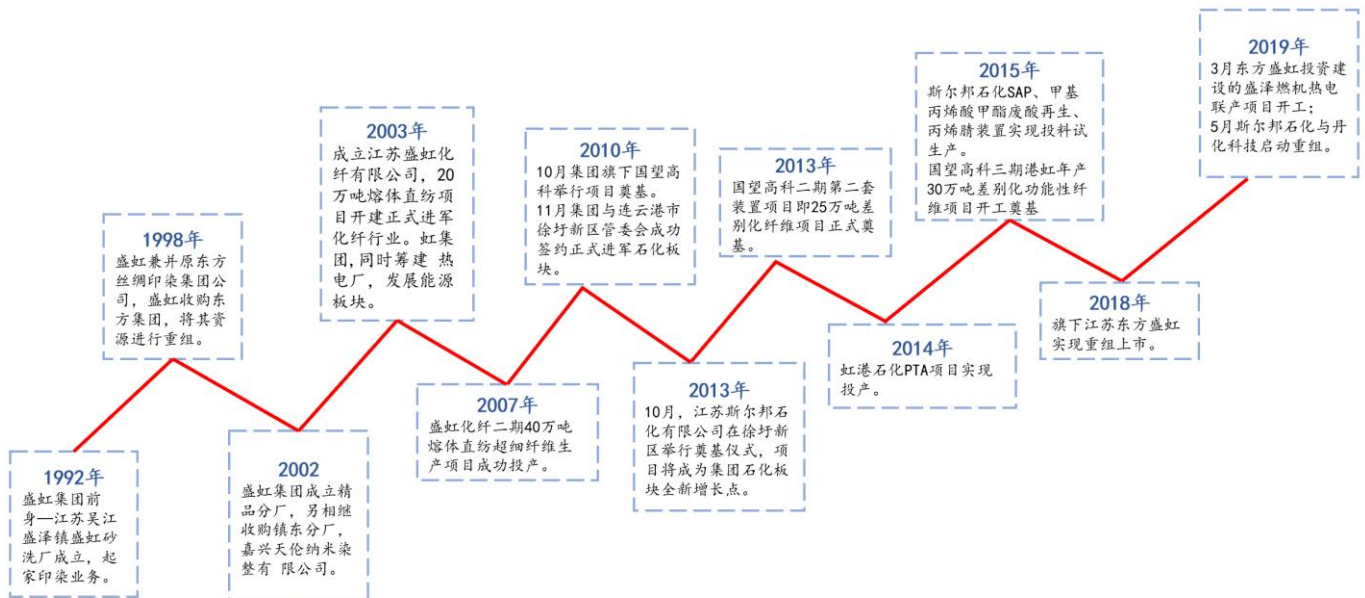 1992年
盛虹集团前
身—江苏吴江
盛泽镇盛虹砂
洗厂成立，起
家印染业务。
1998年
盛虹兼并原东方
丝绸印染集团公
司，盛虹收购东
方集团，将其资
源进行重组。
2002
盛虹集团成立精
品分厂，另相继
收购镇东分厂，
嘉兴天伦纳米染
整有 限公司。
2003年
成立江苏盛虹化
纤有限公司，20
万吨熔体直纺项
目开建正式进军
化纤行业。虹集
团,同时筹建 热
电厂，发展能源
板块。
2007年
盛虹化纤二期40万吨
熔体直纺超细纤维生
产项目成功投产。
2010年
10月集团旗下国望高
科举行项目奠基。
11月集团与连云港市
徐圩新区管委会成功
签约正式进军石化板
块。
2013年
10月，江苏斯尔邦石
化有限公司在徐圩新
区举行奠基仪式，项
目将成为集团石化板
块全新增长点。
2013年
国望高科二期第二套
装置项目即25万吨差
别化纤维项目正式奠
基。
2014年
虹港石化PTA项目实现
投产。
2015年
斯尔邦石化SAP、甲基
丙烯酸甲酯废酸再生、
丙烯腈装置实现投料试
生产。
国望高科三期港虹年产
30万吨差别化功能性纤
维项目开工奠基
2018年
旗下江苏东方盛虹
实现重组上市。
2019年
3月东方盛虹投资建
设的盛泽燃机热电
联产项目开工；
5月斯尔邦石化与丹
化科技启动重组。